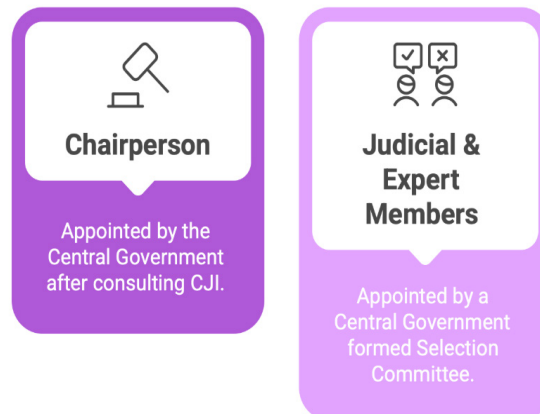 Chairperson
Appointed by the
Central Government
after consulting CJI.
Judicial &
Expert
Members
Appointed by a
Central Government
formed Selection
Committee.